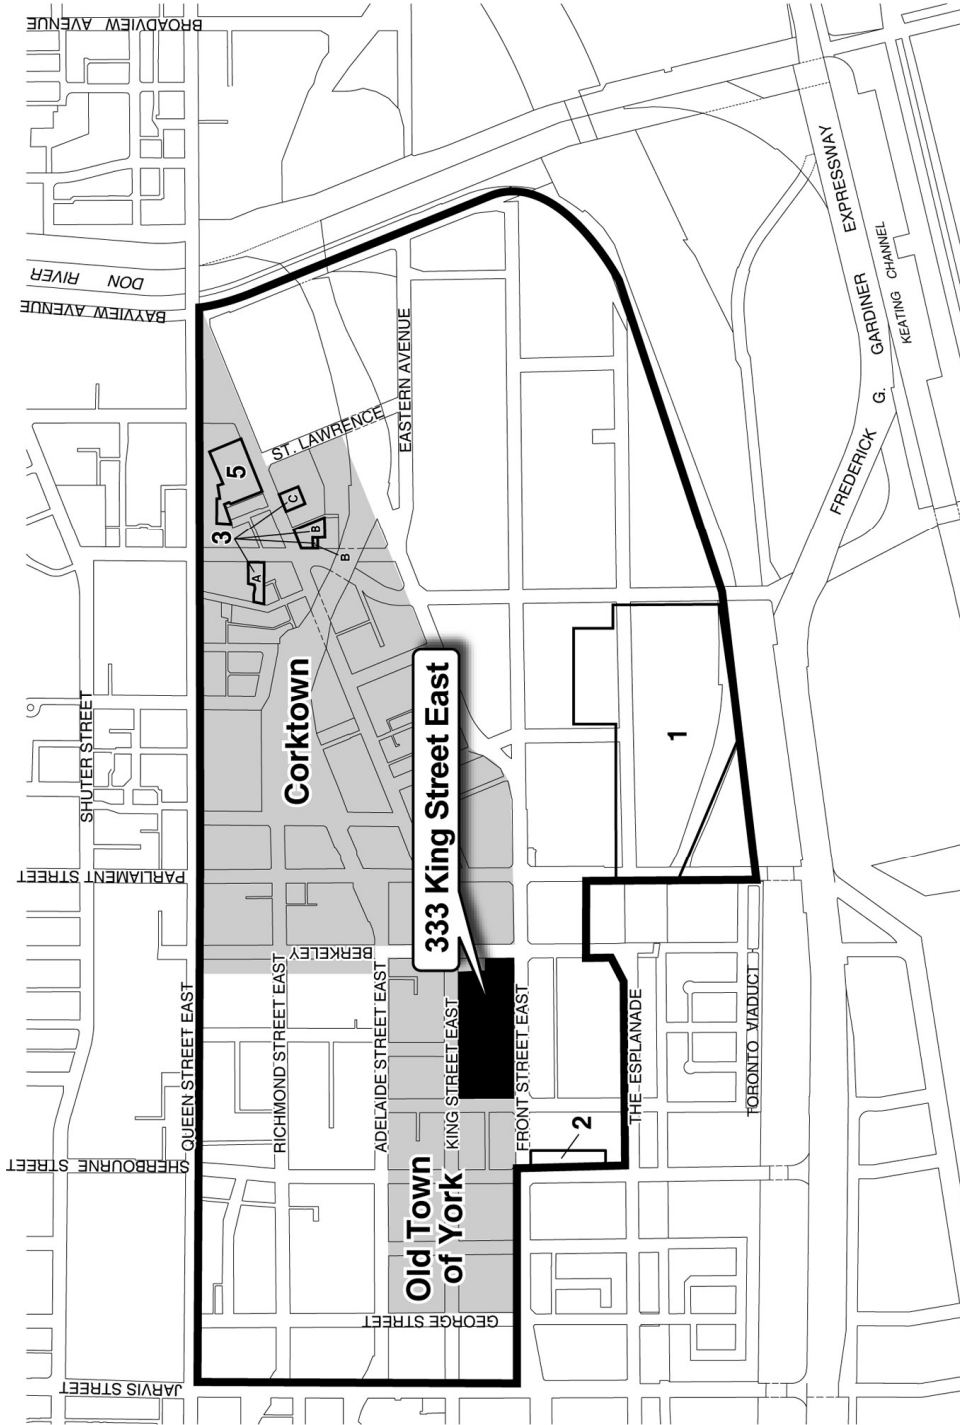 BROADVIEW AVENUE
DON RIVER
BAYVIEW AVENUE
FREDERICK G. GARDINER EXPRESSWAY
KEATING CHANNEL
EASTERN AVENUE
ST. LAWRENCE
5
3
C
B
B
A
SHUTER STREET
Corktown
333 King Street East
1
PARLIAMENT STREET
BERKELEY
QUEEN STREET EAST
RICHMOND STREET EAST
ADELAIDE STREET EAST
KING STREET EAST
FRONT STREET EAST
THE ESPLANADE
TORONTO VIADUCT
2
SHERBOURNE STREET
Old Town
of York
GEORGE STREET
JARVIS STREET